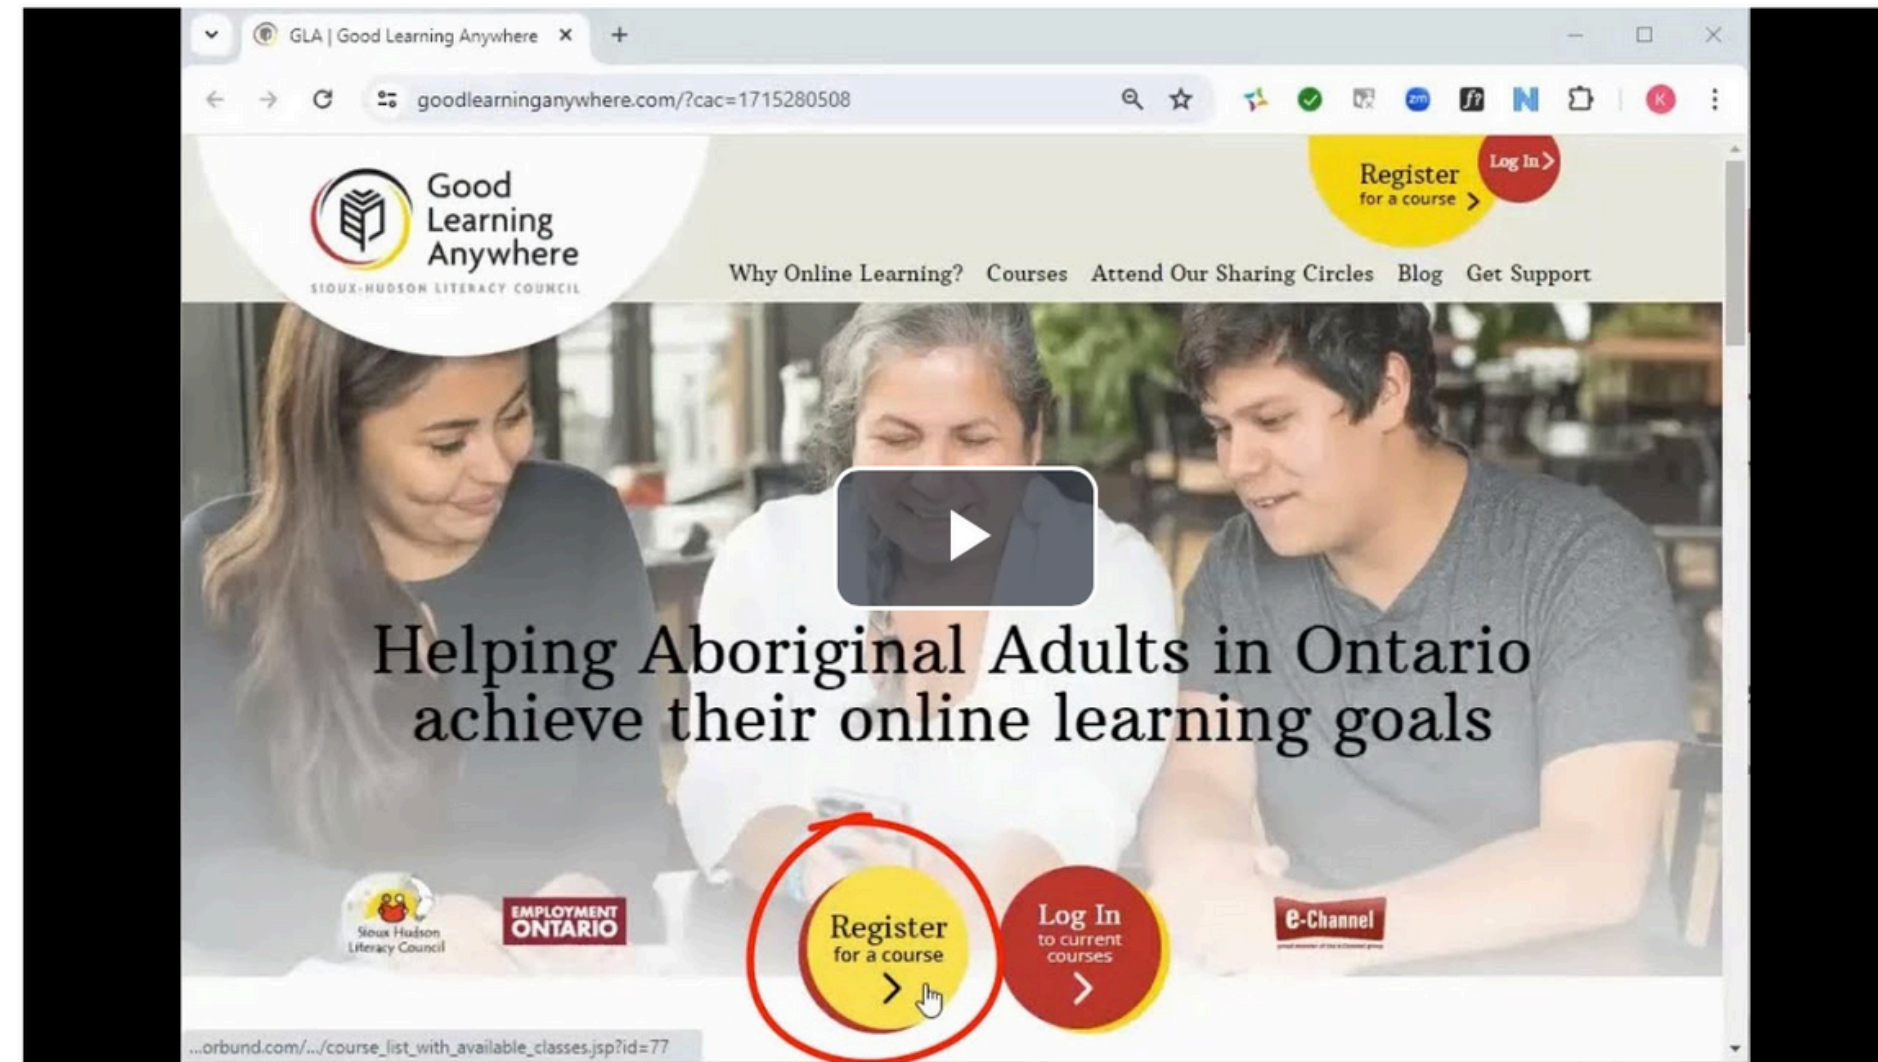 GLA | Good Learning Anywhere
goodlearninganywhere.com/?cac=1715280508
zm
f?
N
K
Good
Learning
Anywhere
SIOUX-HUDSON LITERACY COUNCIL
Register
for a course
Log In
Why Online Learning? Courses Attend Our Sharing Circles Blog Get Support
Helping Aboriginal Adults in Ontario
achieve their online learning goals
Sioux Hudson
Literacy Council
EMPLOYMENT
ONTARIO
Register
for a course
Log In
to current
courses
e-Channel
...orbund.com/.../course_list_with_available_classes.jsp?id=77